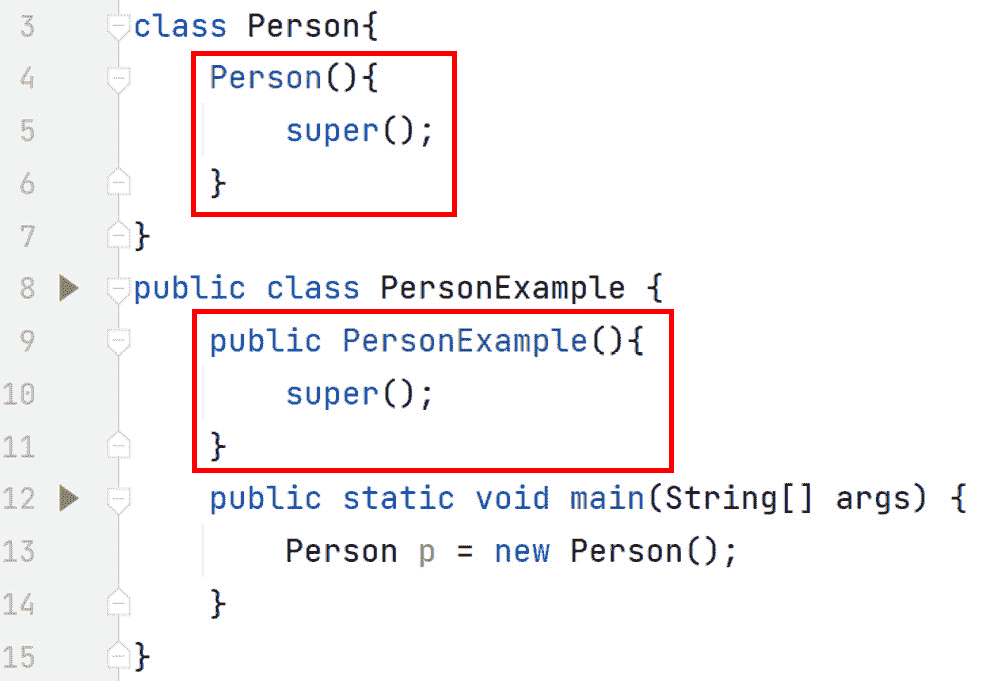 3 class Person{
4 Person(){
5 super();
6 }
7 }
8 public class PersonExample {
9 public PersonExample(){
10 super();
11 }
12 public static void main(String[] args) {
13 Person p = new Person();
14 }
15 }